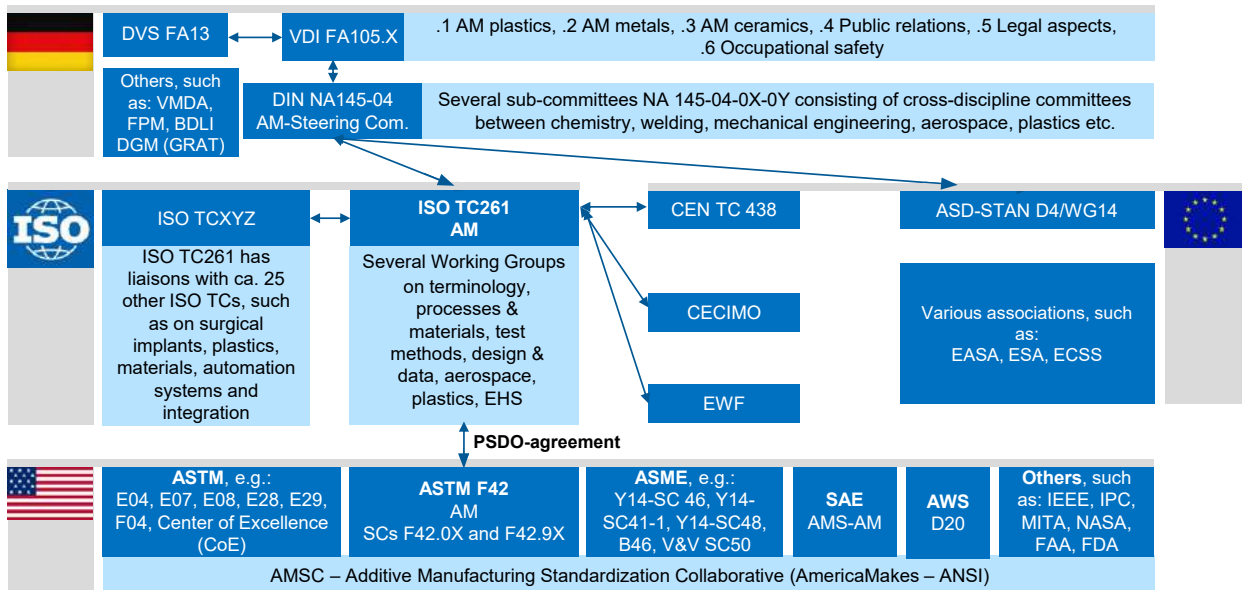 DVS FA13
VDI FA105.X
.1 AM plastics, .2 AM metals, .3 AM ceramics, .4 Public relations, .5 Legal aspects,
.6 Occupational safety
Others, such
as: VMDA,
FPM, BDLI
DGM (GRAT)
DIN NA145-04
AM-Steering Com.
Several sub-committees NA 145-04-0X-0Y consisting of cross-discipline committees
between chemistry, welding, mechanical engineering, aerospace, plastics etc.
ISO
ISO TCXYZ
ISO TC261 has
liaisons with ca. 25
other ISO TCs, such
as on surgical
implants, plastics,
materials, automation
systems and
integration
ISO TC261
AM
Several Working Groups
on terminology,
processes &
materials, test
methods, design &
data, aerospace,
plastics, EHS
CEN TC 438
CECIMO
EWF
ASD-STAN D4/WG14
Various associations, such
as:
EASA, ESA, ECSS
PSDO-agreement
ASTM, e.g.:
E04, E07, E08, E28, E29,
F04, Center of Excellence
(CoE)
ASTM F42
AM
SCs F42.0X and F42.9X
ASME, e.g.:
Y14-SC 46, Y14-
SC41-1, Y14-SC48,
B46, V&V SC50
SAE
AMS-AM
AWS
D20
Others, such
as: IEEE, IPC,
MITA, NASA,
FAA, FDA
AMSC – Additive Manufacturing Standardization Collaborative (AmericaMakes – ANSI)